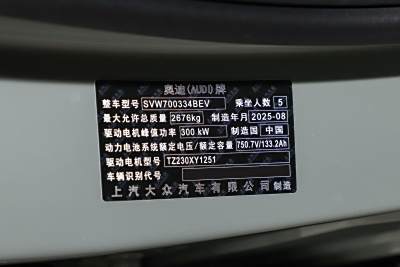 奥迪(AUDI)牌
整车型号 SVW700334BEV 乘坐人数 5
最大允许总质量 2676kg 制造年月 2025-08
驱动电机峰值功率 300 kW 制造国 中国
动力电池系统额定电压/额定容量 750.7V/133.2Ah
驱动电机型号 TZ230XY1251
车辆识别代号
上汽大众汽车有限公司 制造